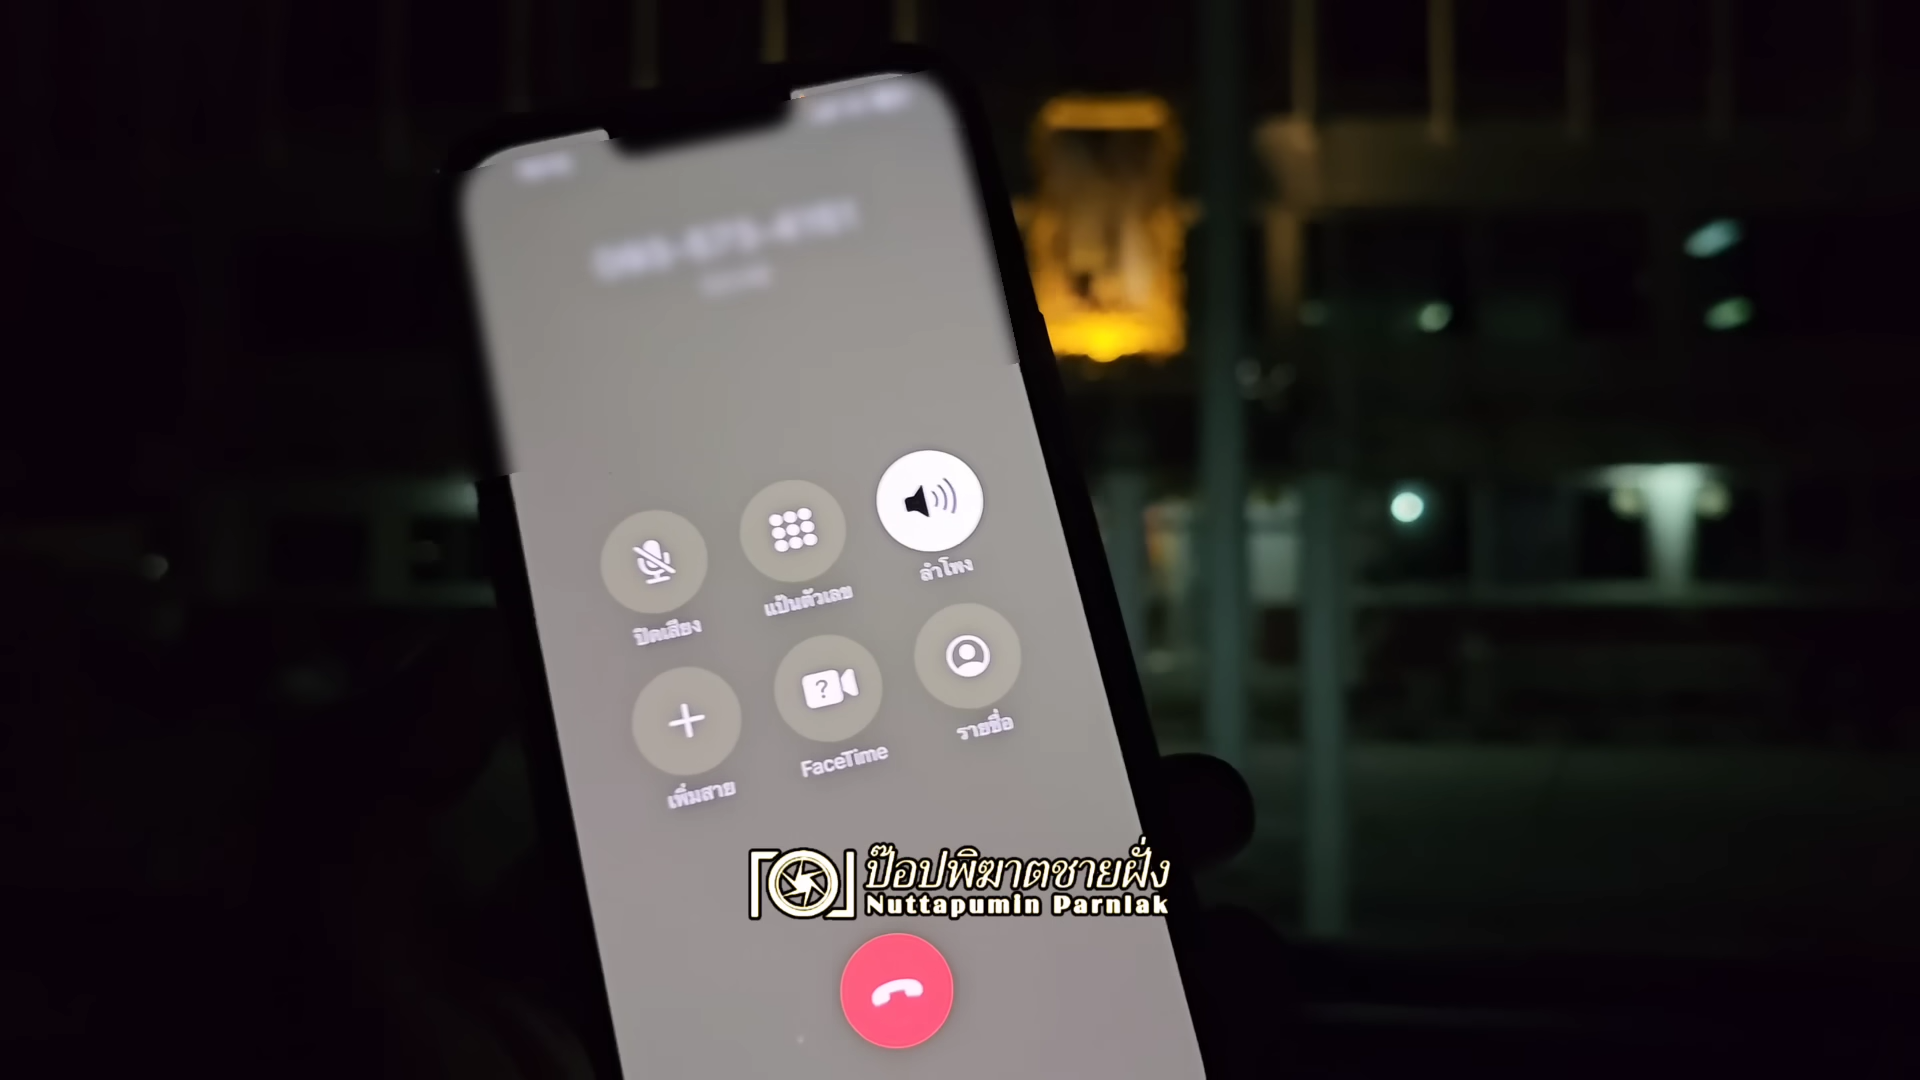 ปิดเสียง
แป้นตัวเลข
ลำโพง
เพิ่มสาย
?
FaceTime
รายชื่อ
ป๊อปพิฆาตชายฝั่ง
Nuttapumin Parniak